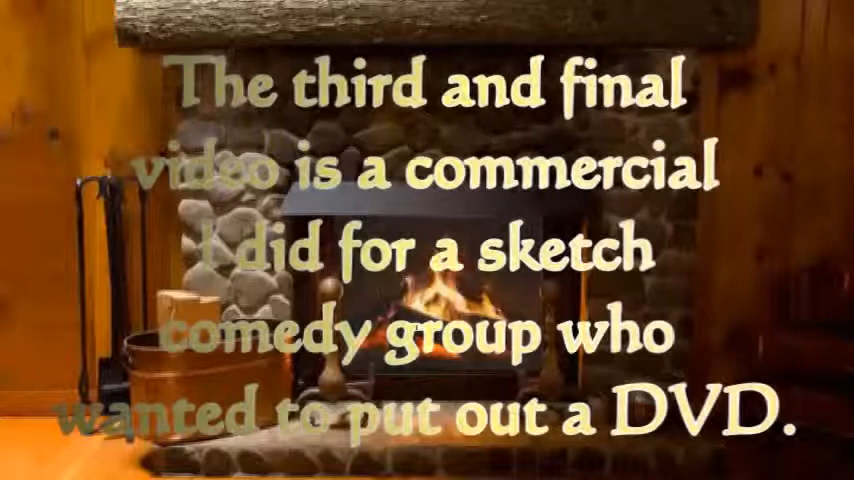 The third and final
video is a commercial
I did for a sketch
comedy group who
wanted to put out a DVD.